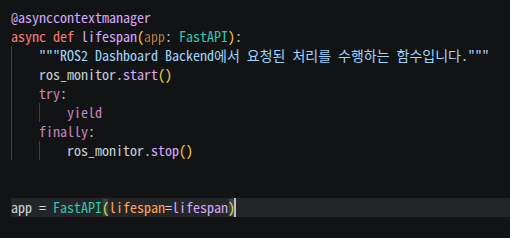 @asynccontextmanager
async def lifespan(app: FastAPI):
    """ROS2 Dashboard Backend에서 요청된 처리를 수행하는 함수입니다."""
    ros_monitor.start()
    try:
        yield
    finally:
        ros_monitor.stop()
app = FastAPI(lifespan=lifespan)